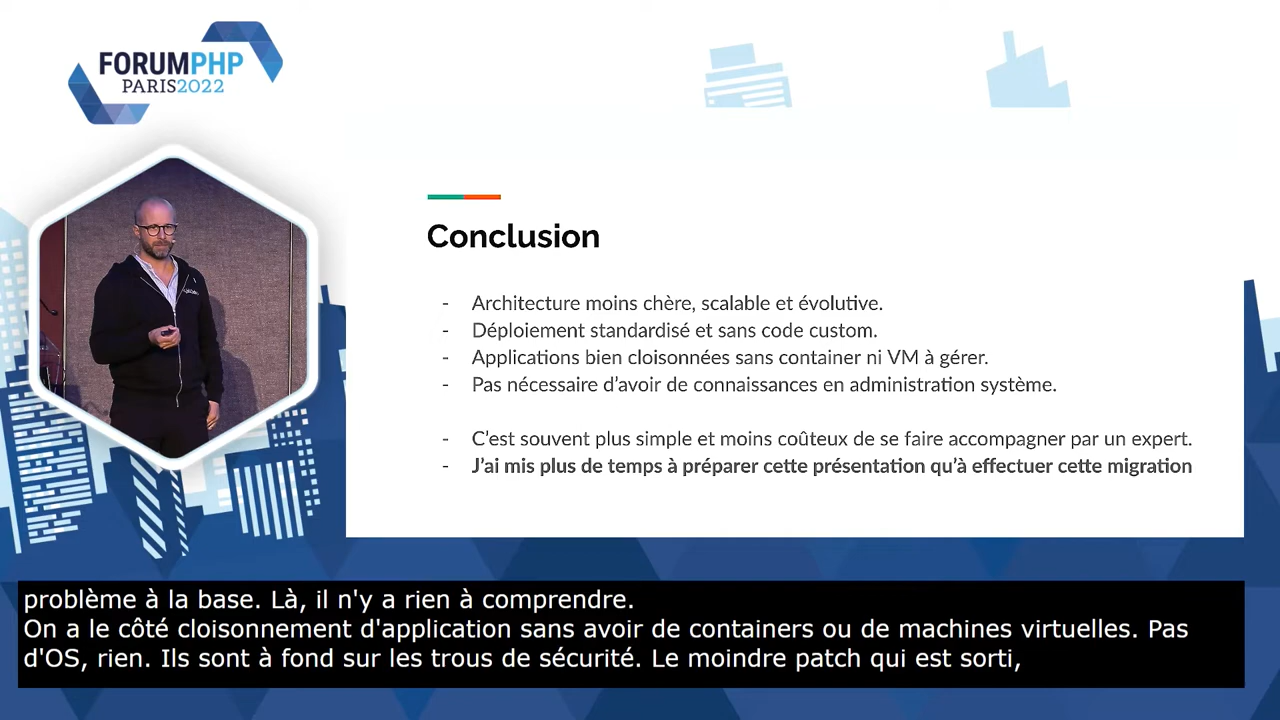 FORUMPHP
PARIS2022
Conclusion
- Architecture moins chère, scalable et évolutive.
- Déploiement standardisé et sans code custom.
- Applications bien cloisonnées sans container ni VM à gérer.
- Pas nécessaire d’avoir de connaissances en administration système.
- C’est souvent plus simple et moins coûteux de se faire accompagner par un expert.
- J’ai mis plus de temps à préparer cette présentation qu’à effectuer cette migration
problème à la base. Là, il n'y a rien à comprendre.
On a le côté cloisonnement d'application sans avoir de containers ou de machines virtuelles. Pas
d'OS, rien. Ils sont à fond sur les trous de sécurité. Le moindre patch qui est sorti,